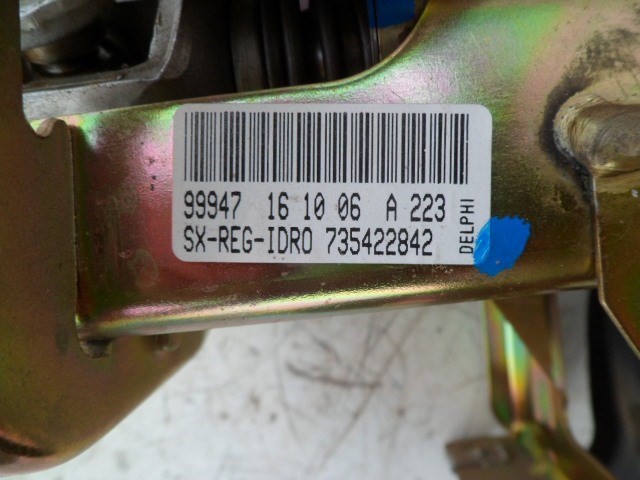 99947 16 10 06 A 223
SX-REG-IDRO 735422842
DELPHI